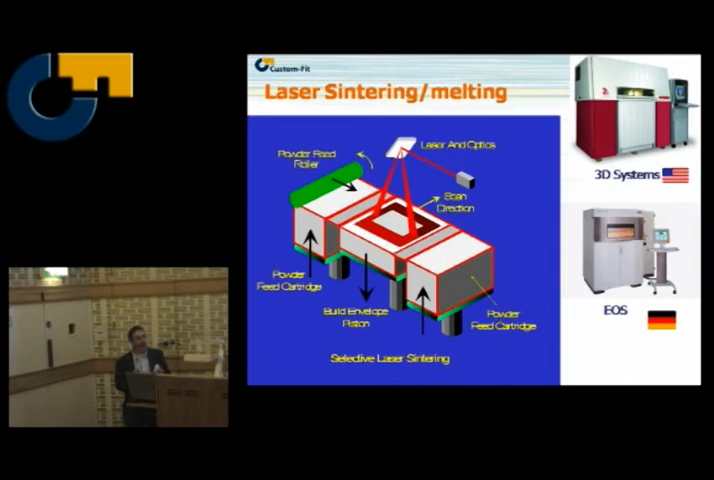 Custom-Fit
Laser Sintering/melting
Powder Feed
Roller
Laser And Optics
Scan
Direction
Powder
Feed Cartridge
Build Envelope
Piston
Powder
Feed Cartridge
Selective Laser Sintering
3D Systems
EOS